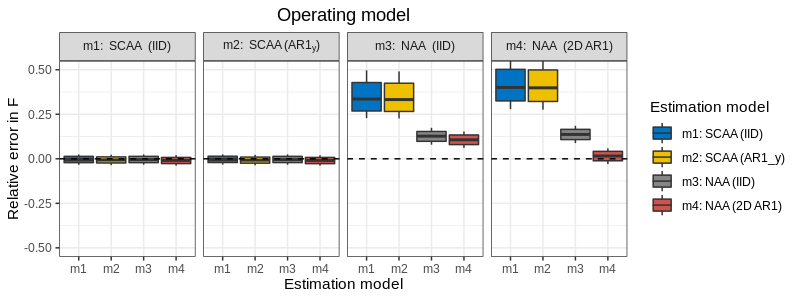 Operating model
m1: SCAA (IID)
m2: SCAA (AR1y)
m3: NAA (IID)
m4: NAA (2D AR1)
Relative error in F
0.50
0.25
0.00
-0.25
-0.50
m1 m2 m3 m4
m1 m2 m3 m4
m1 m2 m3 m4
m1 m2 m3 m4
Estimation model
Estimation model
m1: SCAA (IID)
m2: SCAA (AR1_y)
m3: NAA (IID)
m4: NAA (2D AR1)